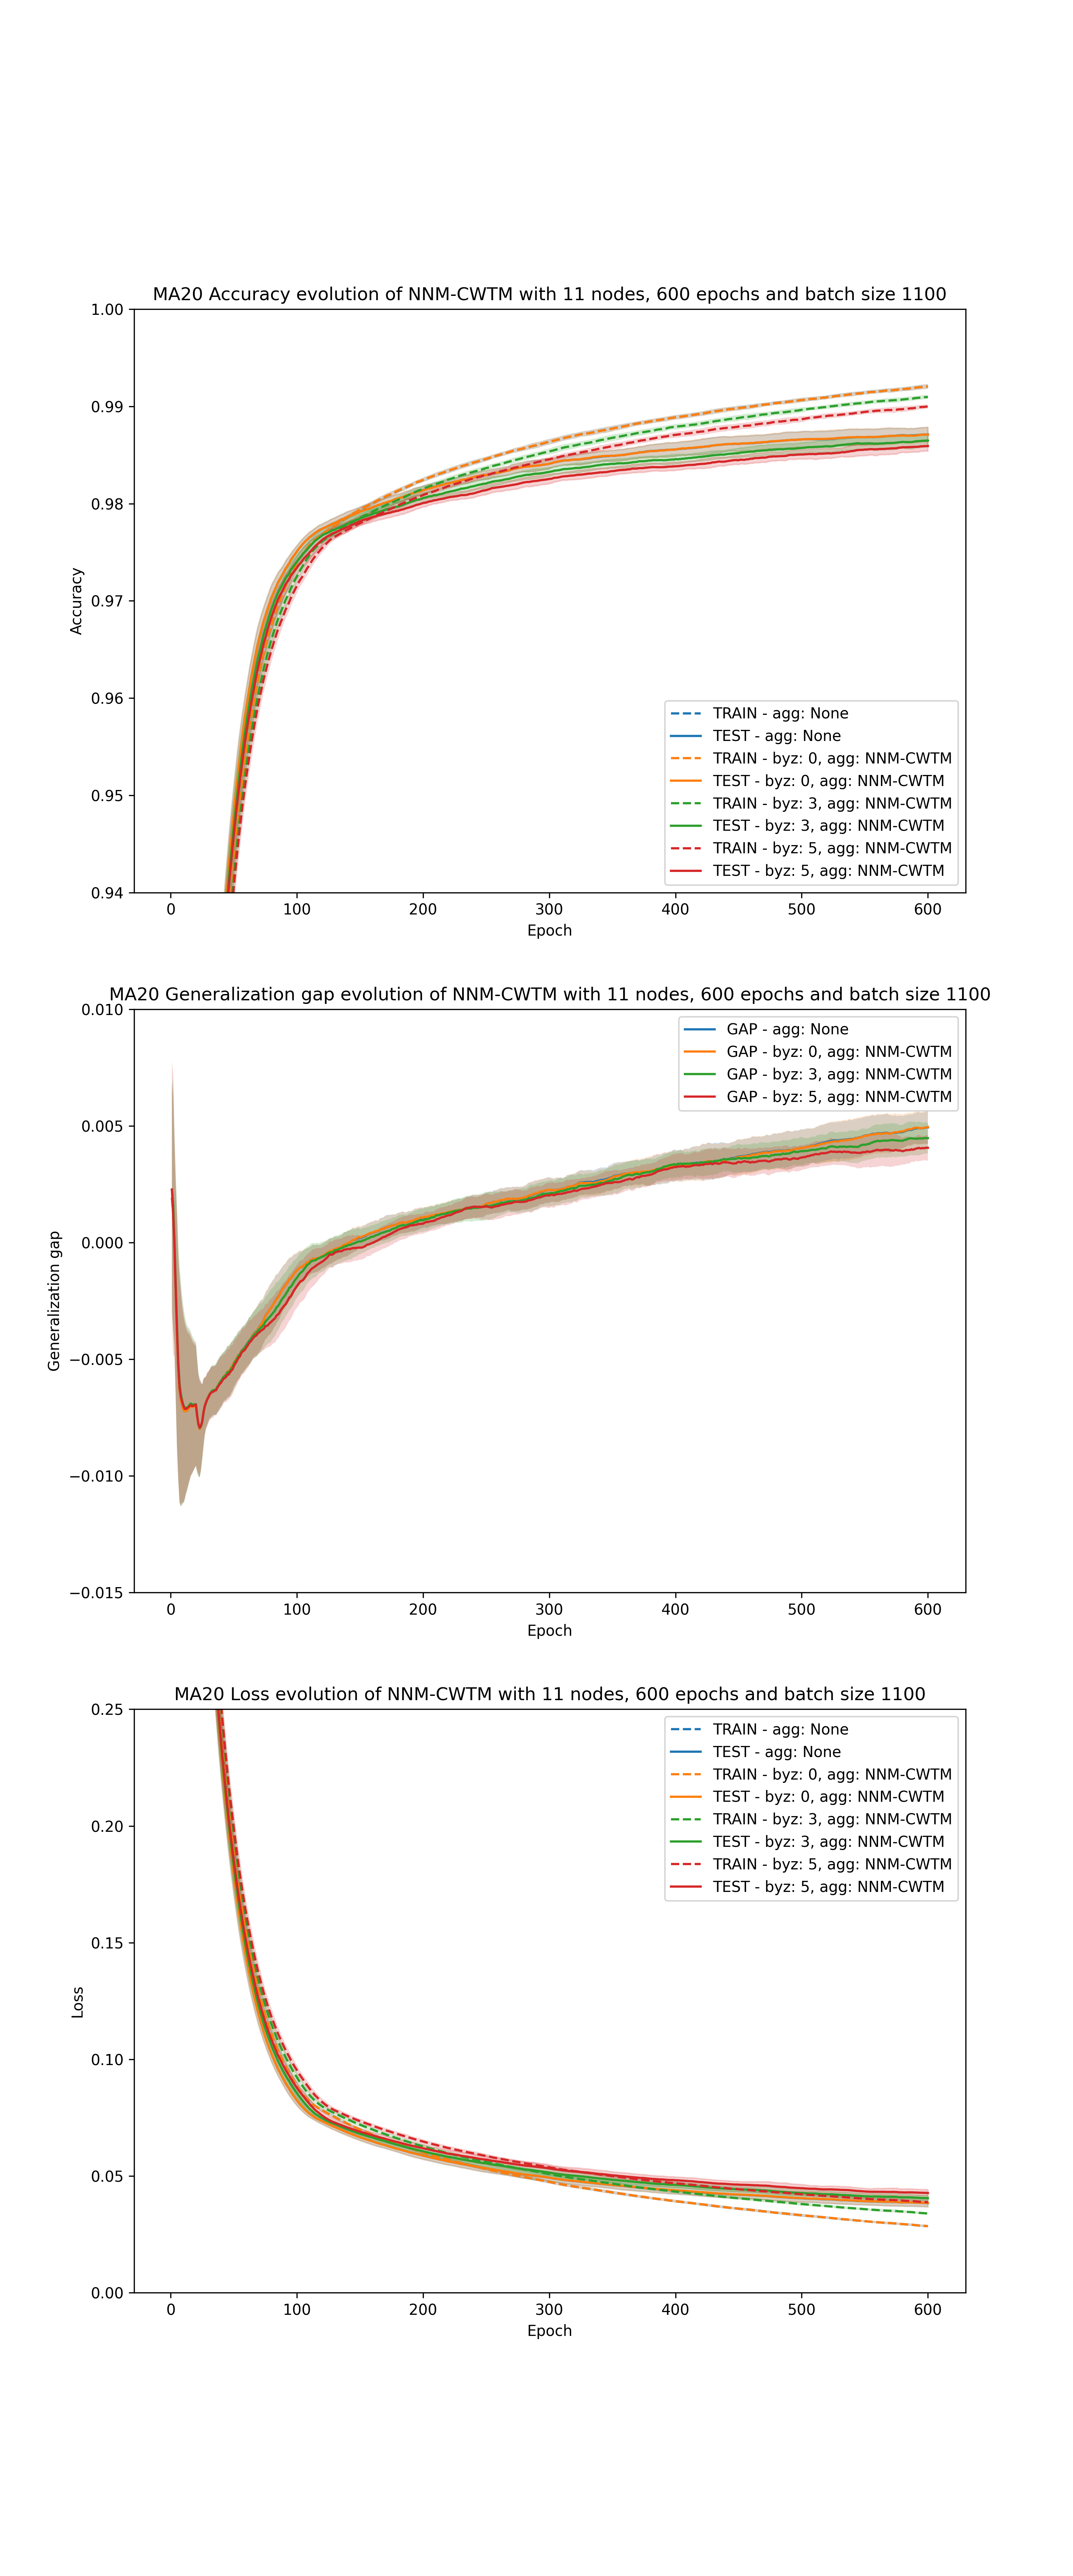 MA20 Accuracy evolution of NNM-CWTM with 11 nodes, 600 epochs and batch size 1100
1.00
0.99
0.98
0.97
0.96
0.95
0.94
Accuracy
TRAIN - agg: None
TEST - agg: None
TRAIN - byz: 0, agg: NNM-CWTM
TEST - byz: 0, agg: NNM-CWTM
TRAIN - byz: 3, agg: NNM-CWTM
TEST - byz: 3, agg: NNM-CWTM
TRAIN - byz: 5, agg: NNM-CWTM
TEST - byz: 5, agg: NNM-CWTM
0 100 200 300 400 500 600
Epoch
MA20 Generalization gap evolution of NNM-CWTM with 11 nodes, 600 epochs and batch size 1100
0.010
0.005
0.000
−0.005
−0.010
−0.015
Generalization gap
GAP - agg: None
GAP - byz: 0, agg: NNM-CWTM
GAP - byz: 3, agg: NNM-CWTM
GAP - byz: 5, agg: NNM-CWTM
0 100 200 300 400 500 600
Epoch
MA20 Loss evolution of NNM-CWTM with 11 nodes, 600 epochs and batch size 1100
0.25
0.20
0.15
0.10
0.05
0.00
Loss
TRAIN - agg: None
TEST - agg: None
TRAIN - byz: 0, agg: NNM-CWTM
TEST - byz: 0, agg: NNM-CWTM
TRAIN - byz: 3, agg: NNM-CWTM
TEST - byz: 3, agg: NNM-CWTM
TRAIN - byz: 5, agg: NNM-CWTM
TEST - byz: 5, agg: NNM-CWTM
0 100 200 300 400 500 600
Epoch